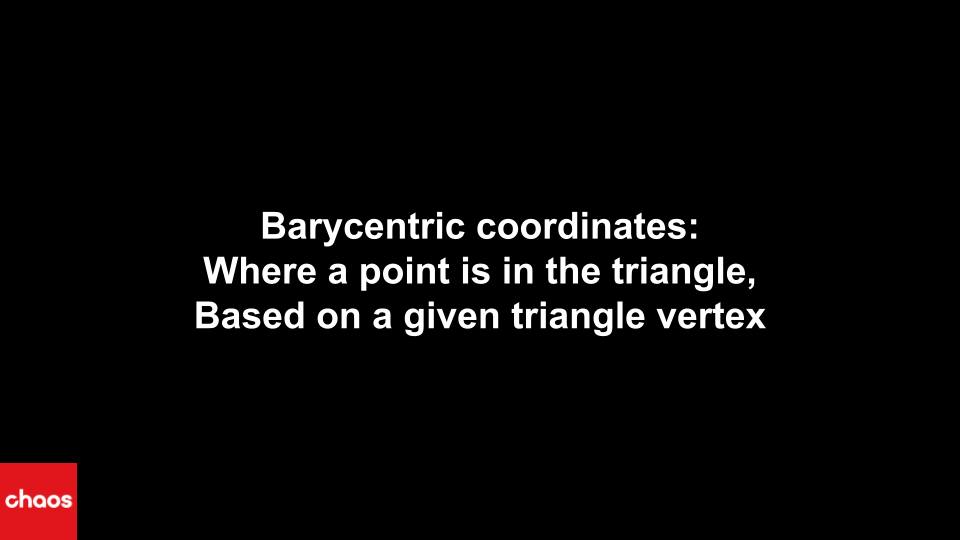 Barycentric coordinates:
Where a point is in the triangle,
Based on a given triangle vertex
chaos